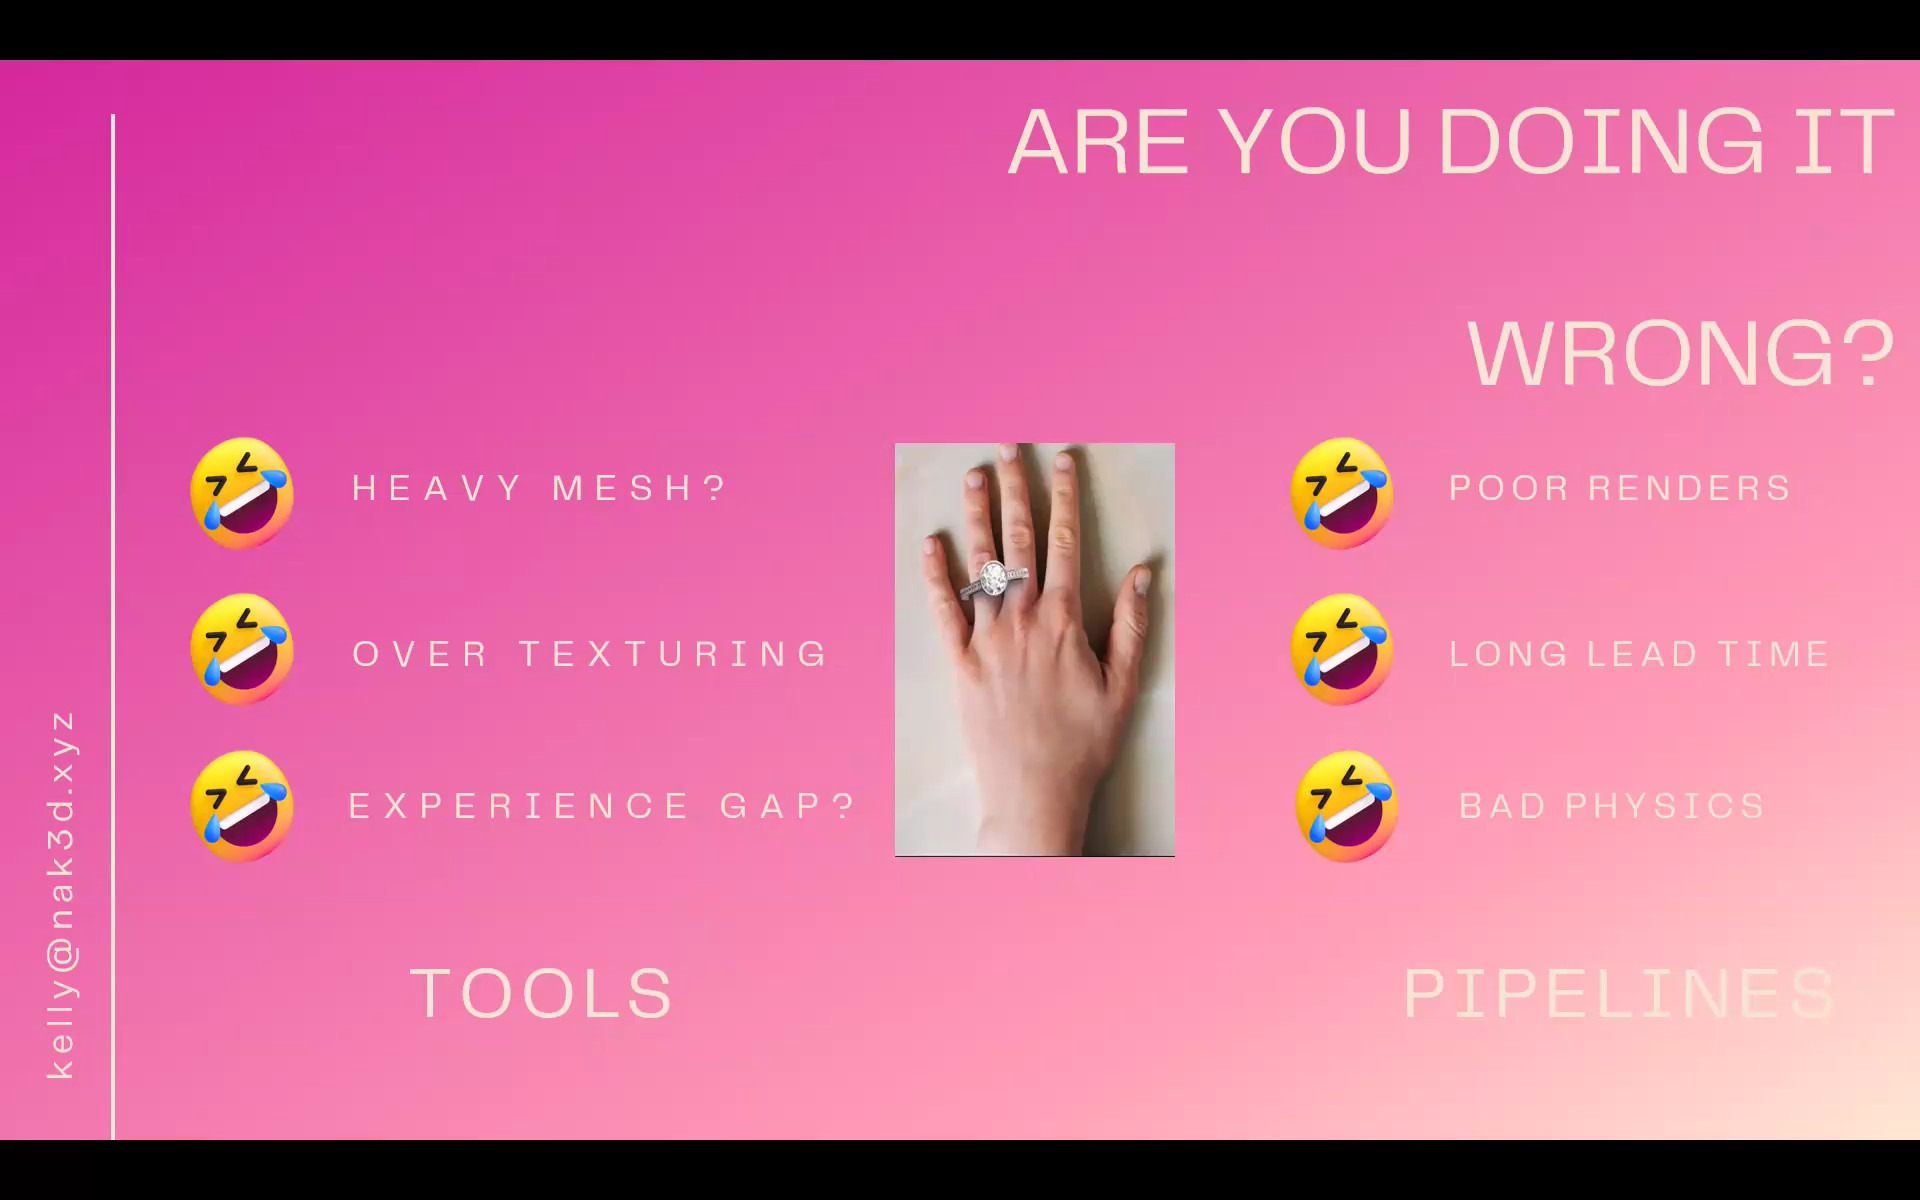 ARE YOU DOING IT
WRONG?
HEAVY MESH?
OVER TEXTURING
EXPERIENCE GAP?
TOOLS
POOR RENDERS
LONG LEAD TIME
BAD PHYSICS
PIPELINES
kelly@nak3d.xyz